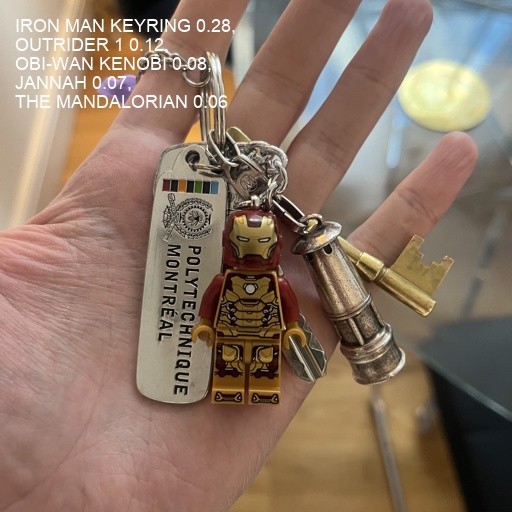 IRON MAN KEYRING 0.28,
OUTRIDER 1 0.12,
OBI-WAN KENOBI 0.08,
JANNAH 0.07,
THE MANDALORIAN 0.06
POLYTECHNIQUE
MONTRÉAL